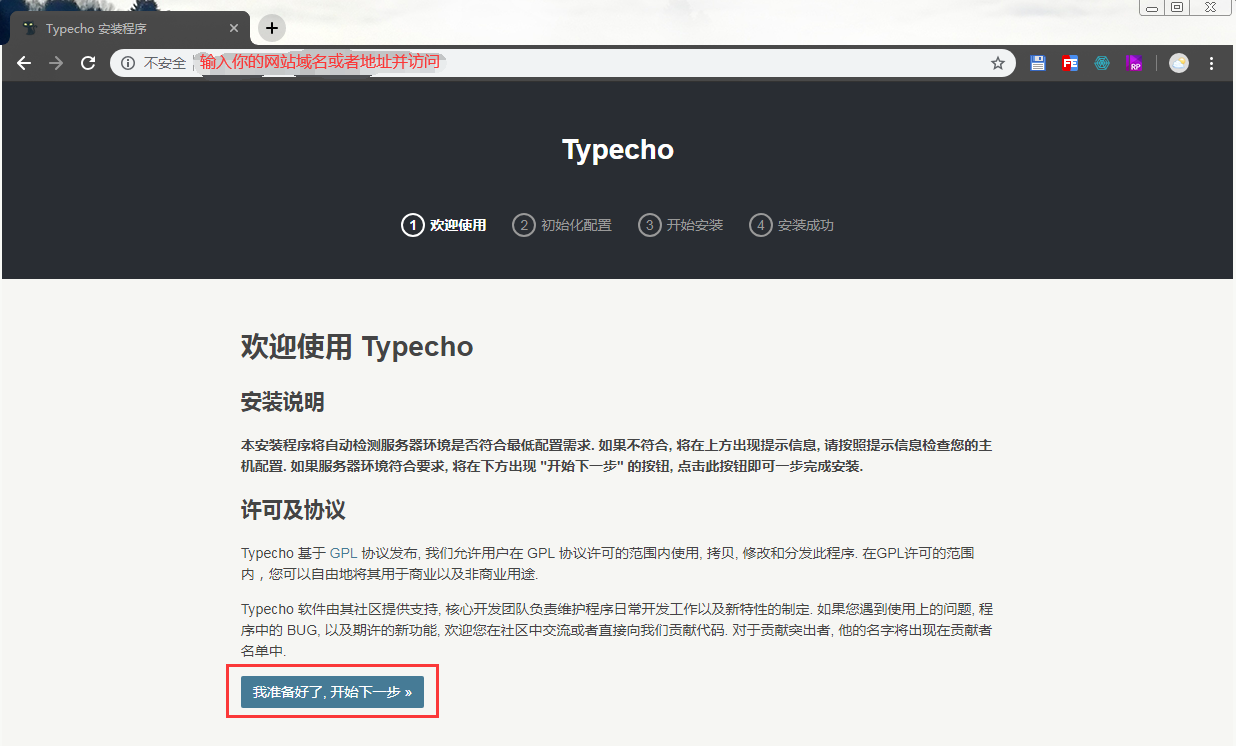 Typecho 安装程序
不安全
输入你的网站域名或者地址并访问
FE
RP
Typecho
1 欢迎使用 2 初始化配置 3 开始安装 4 安装成功
欢迎使用 Typecho
安装说明
本安装程序将自动检测服务器环境是否符合最低配置需求. 如果不符合, 将在上方出现提示信息, 请按照提示信息检查您的主
机配置. 如果服务器环境符合要求, 将在下方出现 "开始下一步" 的按钮, 点击此按钮即可一步完成安装.
许可及协议
Typecho 基于 GPL 协议发布, 我们允许用户在 GPL 协议许可的范围内使用, 拷贝, 修改和分发此程序. 在GPL许可的范围
内，您可以自由地将其用于商业以及非商业用途.
Typecho 软件由其社区提供支持, 核心开发团队负责维护程序日常开发工作以及新特性的制定. 如果您遇到使用上的问题, 程
序中的 BUG, 以及期许的新功能, 欢迎您在社区中交流或者直接向我们贡献代码. 对于贡献突出者, 他的名字将出现在贡献者
名单中.
我准备好了, 开始下一步 »